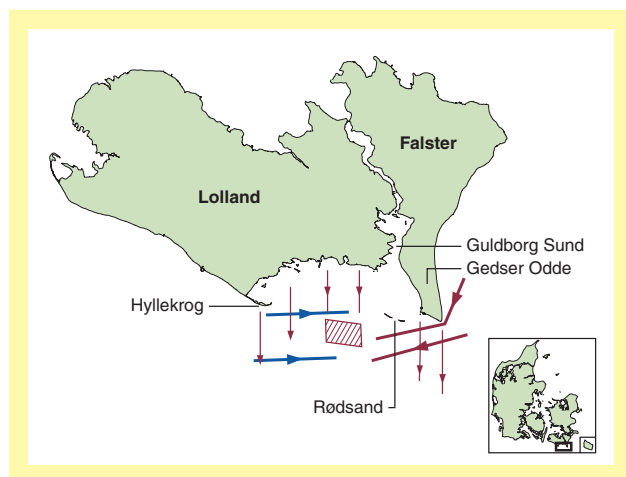 Falster
Lolland
Guldborg Sund
Gedser Odde
Hyllekrog
Rødsand